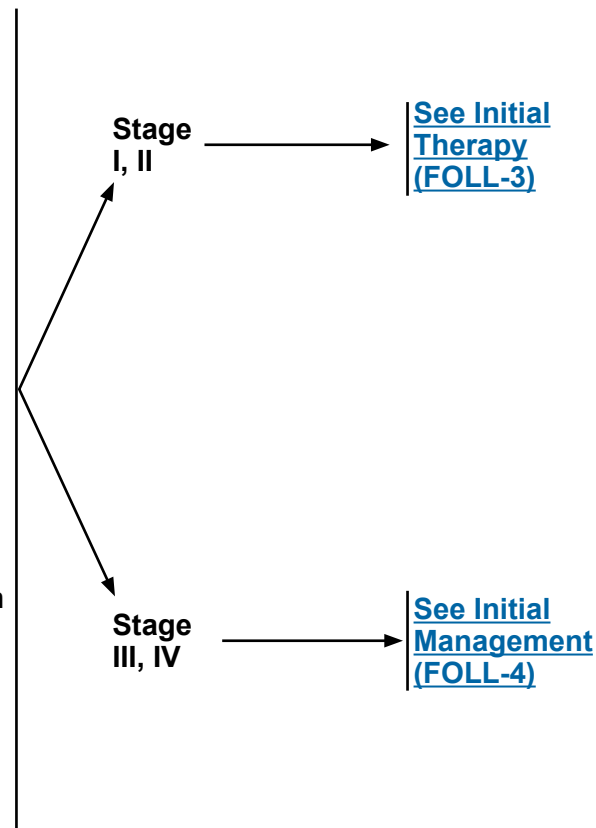 Stage
I, II
See Initial
Therapy
(FOLL-3)
Stage
III, IV
See Initial
Management
(FOLL-4)